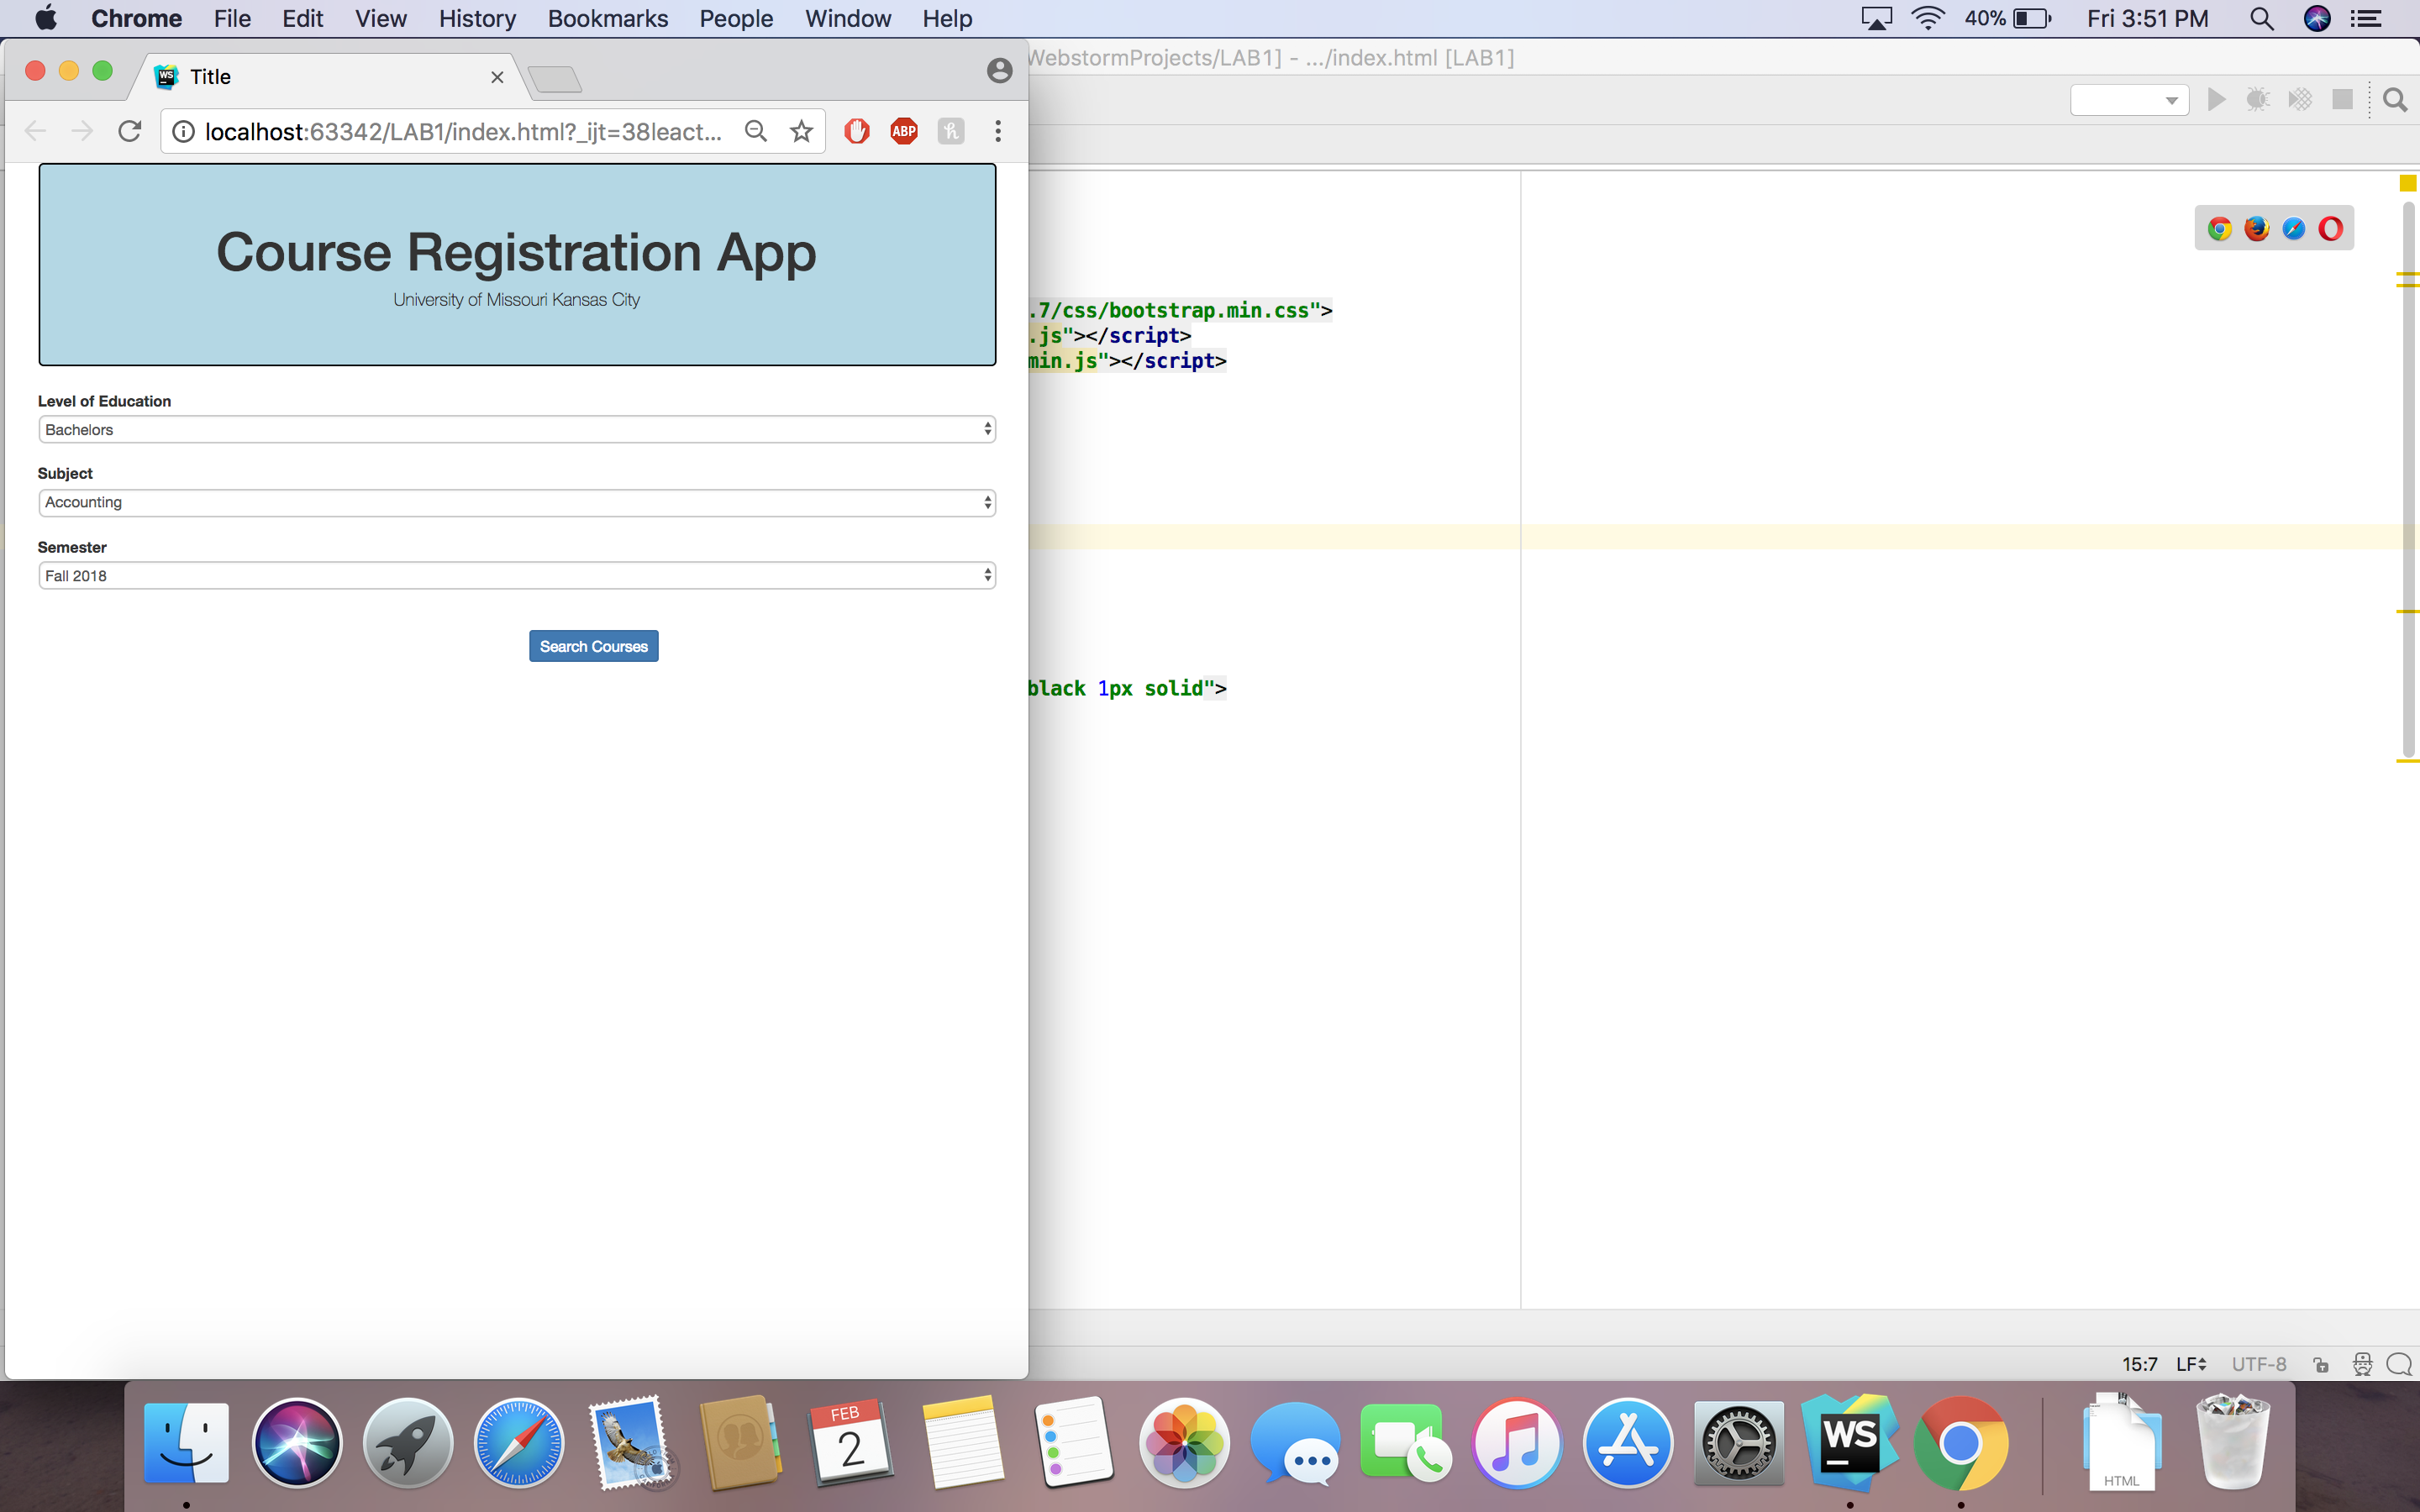 Chrome File Edit View History Bookmarks People Window Help 40% Fri 3:51 PM
WebstormProjects/LAB1] - .../index.html [LAB1]
WS Title
localhost:63342/LAB1/index.html?_ijt=38leact... ABP h
Course Registration App
University of Missouri Kansas City
.7/css/bootstrap.min.css">
.js"></script>
min.js"></script>
Level of Education
Bachelors
Subject
Accounting
Semester
Fall 2018
Search Courses
black 1px solid">
15:7 LF UTF-8
FEB
2
WS
HTML